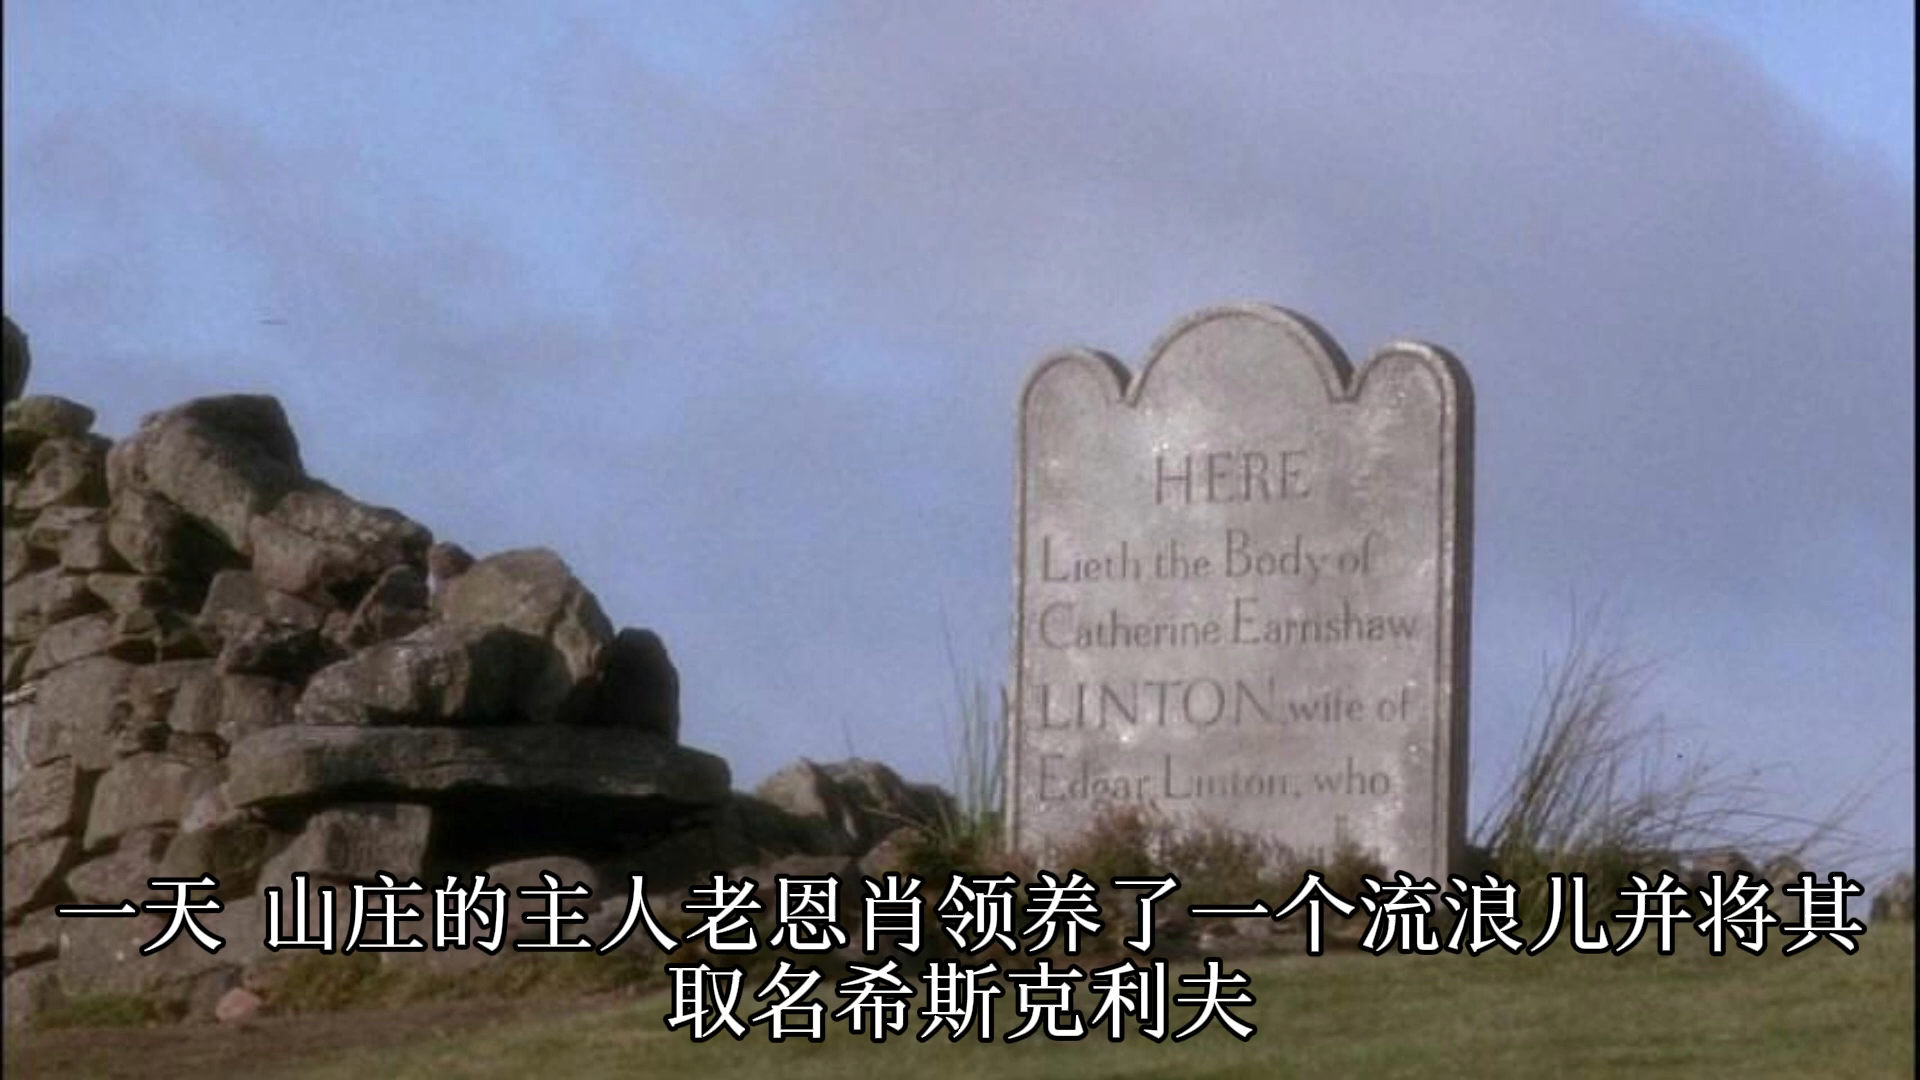 HERE
Lieth the Body of
Catherine Earnshaw
LINTON wife of
Edgar Linton, who
一天 山庄的主人老恩肖领养了一个流浪儿并将其
取名希斯克利夫